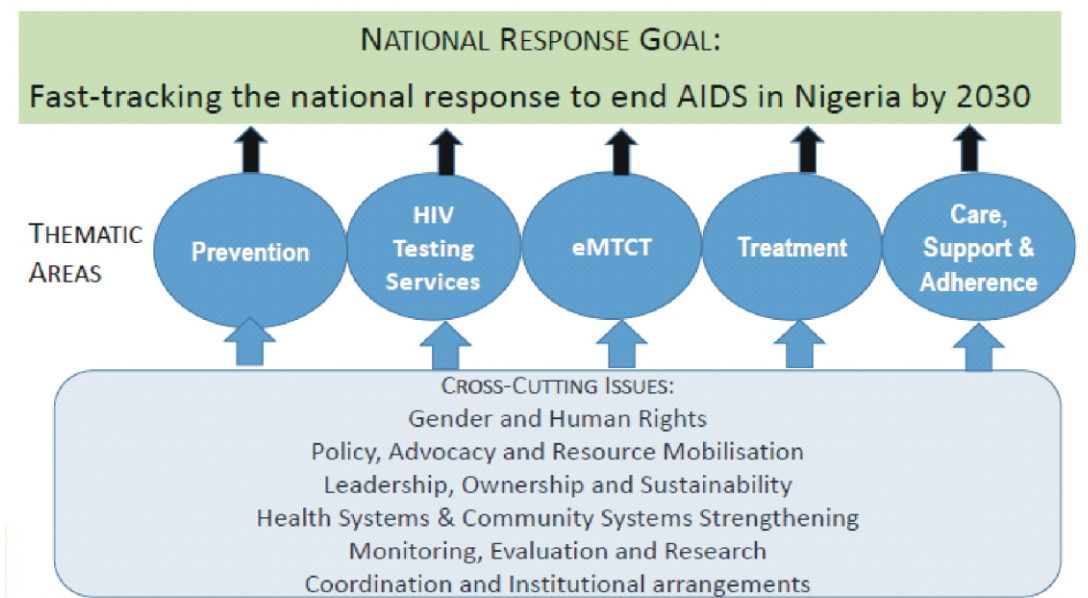 NATIONAL RESPONSE GOAL:
Fast-tracking the national response to end AIDS in Nigeria by 2030
THEMATIC
AREAS
Prevention
HIV
Testing
Services
eMTCT
Treatment
Care,
Support &
Adherence
CROSS-CUTTING ISSUES:
Gender and Human Rights
Policy, Advocacy and Resource Mobilisation
Leadership, Ownership and Sustainability
Health Systems & Community Systems Strengthening
Monitoring, Evaluation and Research
Coordination and Institutional arrangements